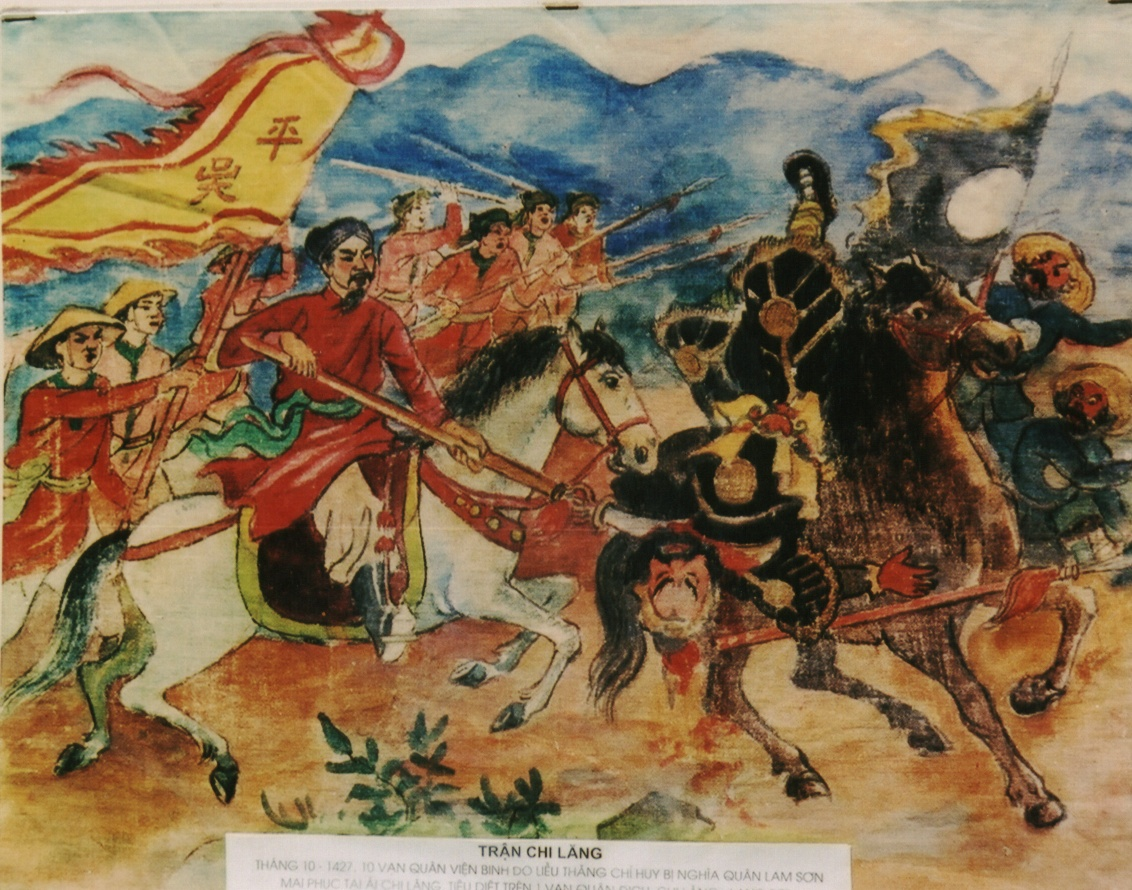 平
吳
TRẬN CHI LĂNG
THÁNG 10 - 1427, 10 VẠN QUÂN VIỆN BINH DO LIỄU THĂNG CHỈ HUY BỊ NGHĨA QUÂN LAM SƠN
MAI PHỤC TẠI ẢI CHI LĂNG, TIÊU DIỆT TRÊN 1 VẠN QUÂN ĐỊCH